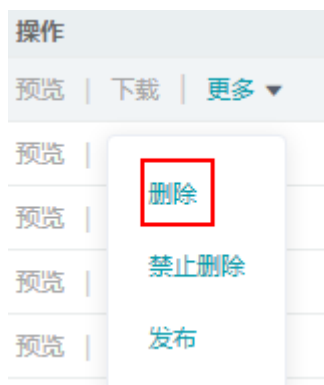 操作
预览 | 下载 | 更多 ▼
预览 |
删除
预览 |
禁止删除
预览 |
发布
预览 |